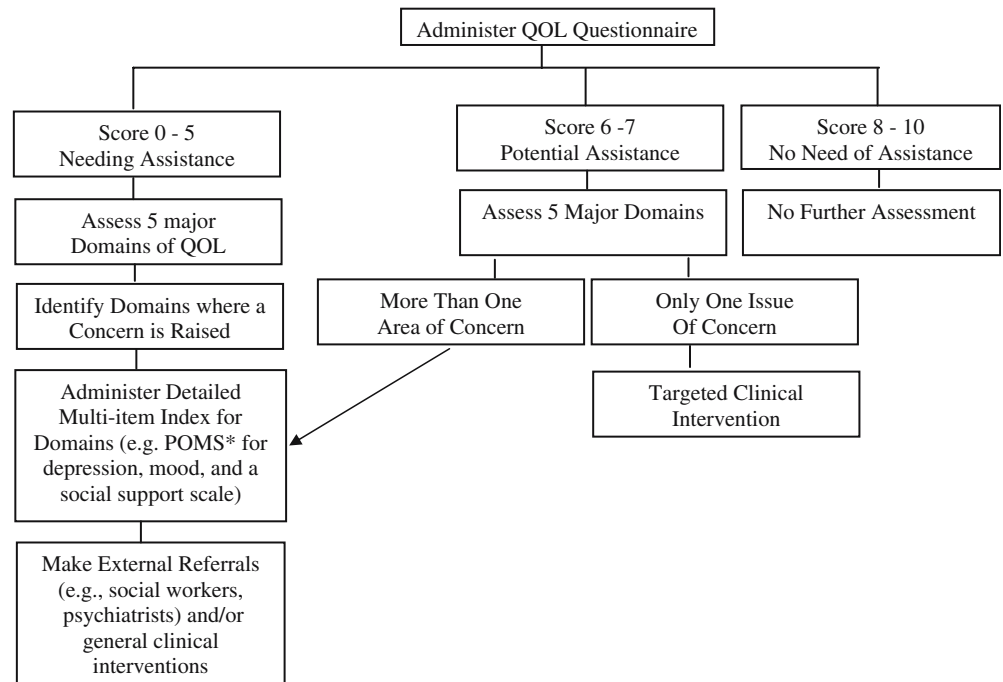 Administer QOL Questionnaire
Score 0 - 5
Needing Assistance
Score 6 -7
Potential Assistance
Score 8 - 10
No Need of Assistance
Assess 5 major
Domains of QOL
Assess 5 Major Domains
No Further Assessment
Identify Domains where a
Concern is Raised
More Than One
Area of Concern
Only One Issue
Of Concern
Administer Detailed
Multi-item Index for
Domains (e.g. POMS* for
depression, mood, and a
social support scale)
Targeted Clinical
Intervention
Make External Referrals
(e.g., social workers,
psychiatrists) and/or
general clinical
interventions